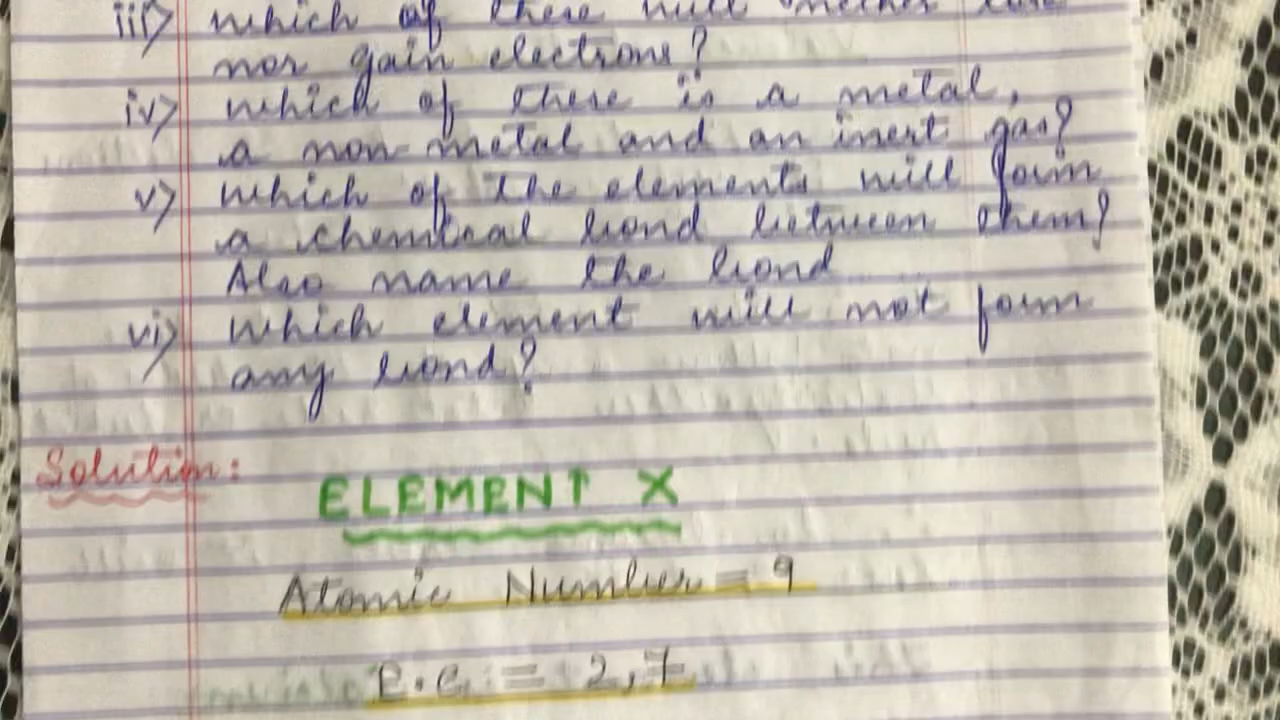 iii) which of these will neither lose
nor gain electrons?
iv) which of these is a metal,
a non-metal and an inert gas?
v) which of the elements will form
a chemical bond between them?
Also name the bond
vi) which element will not form
any bond?
Solution:
ELEMENT X
Atomic Number = 9
E.C. = 2,7